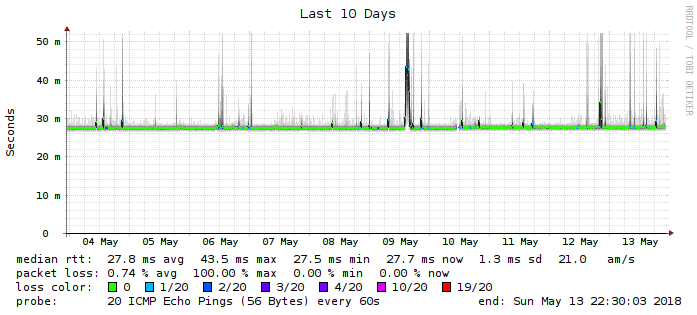 Last 10 Days
RRDTOOL / TOBI OETIKER
Seconds
50 m
40 m
30 m
20 m
10 m
0
04 May 05 May 06 May 07 May 08 May 09 May 10 May 11 May 12 May 13 May
median rtt: 27.8 ms avg 43.5 ms max 27.5 ms min 27.7 ms now 1.3 ms sd 21.0 am/s
packet loss: 0.74 % avg 100.00 % max 0.00 % min 0.00 % now
loss color: 0 1/20 2/20 3/20 4/20 10/20 19/20
probe: 20 ICMP Echo Pings (56 Bytes) every 60s end: Sun May 13 22:30:03 2018